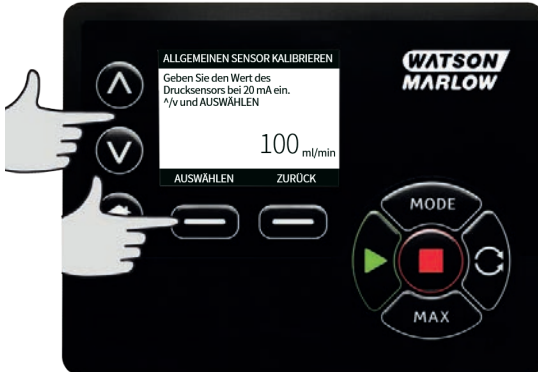 ALLGEMEINEN SENSOR KALIBRIEREN
Geben Sie den Wert des
Drucksensors bei 20 mA ein.
^/v und AUSWÄHLEN
100 ml/min
AUSWÄHLEN ZURÜCK
WATSON
MARLOW
MODE
MAX